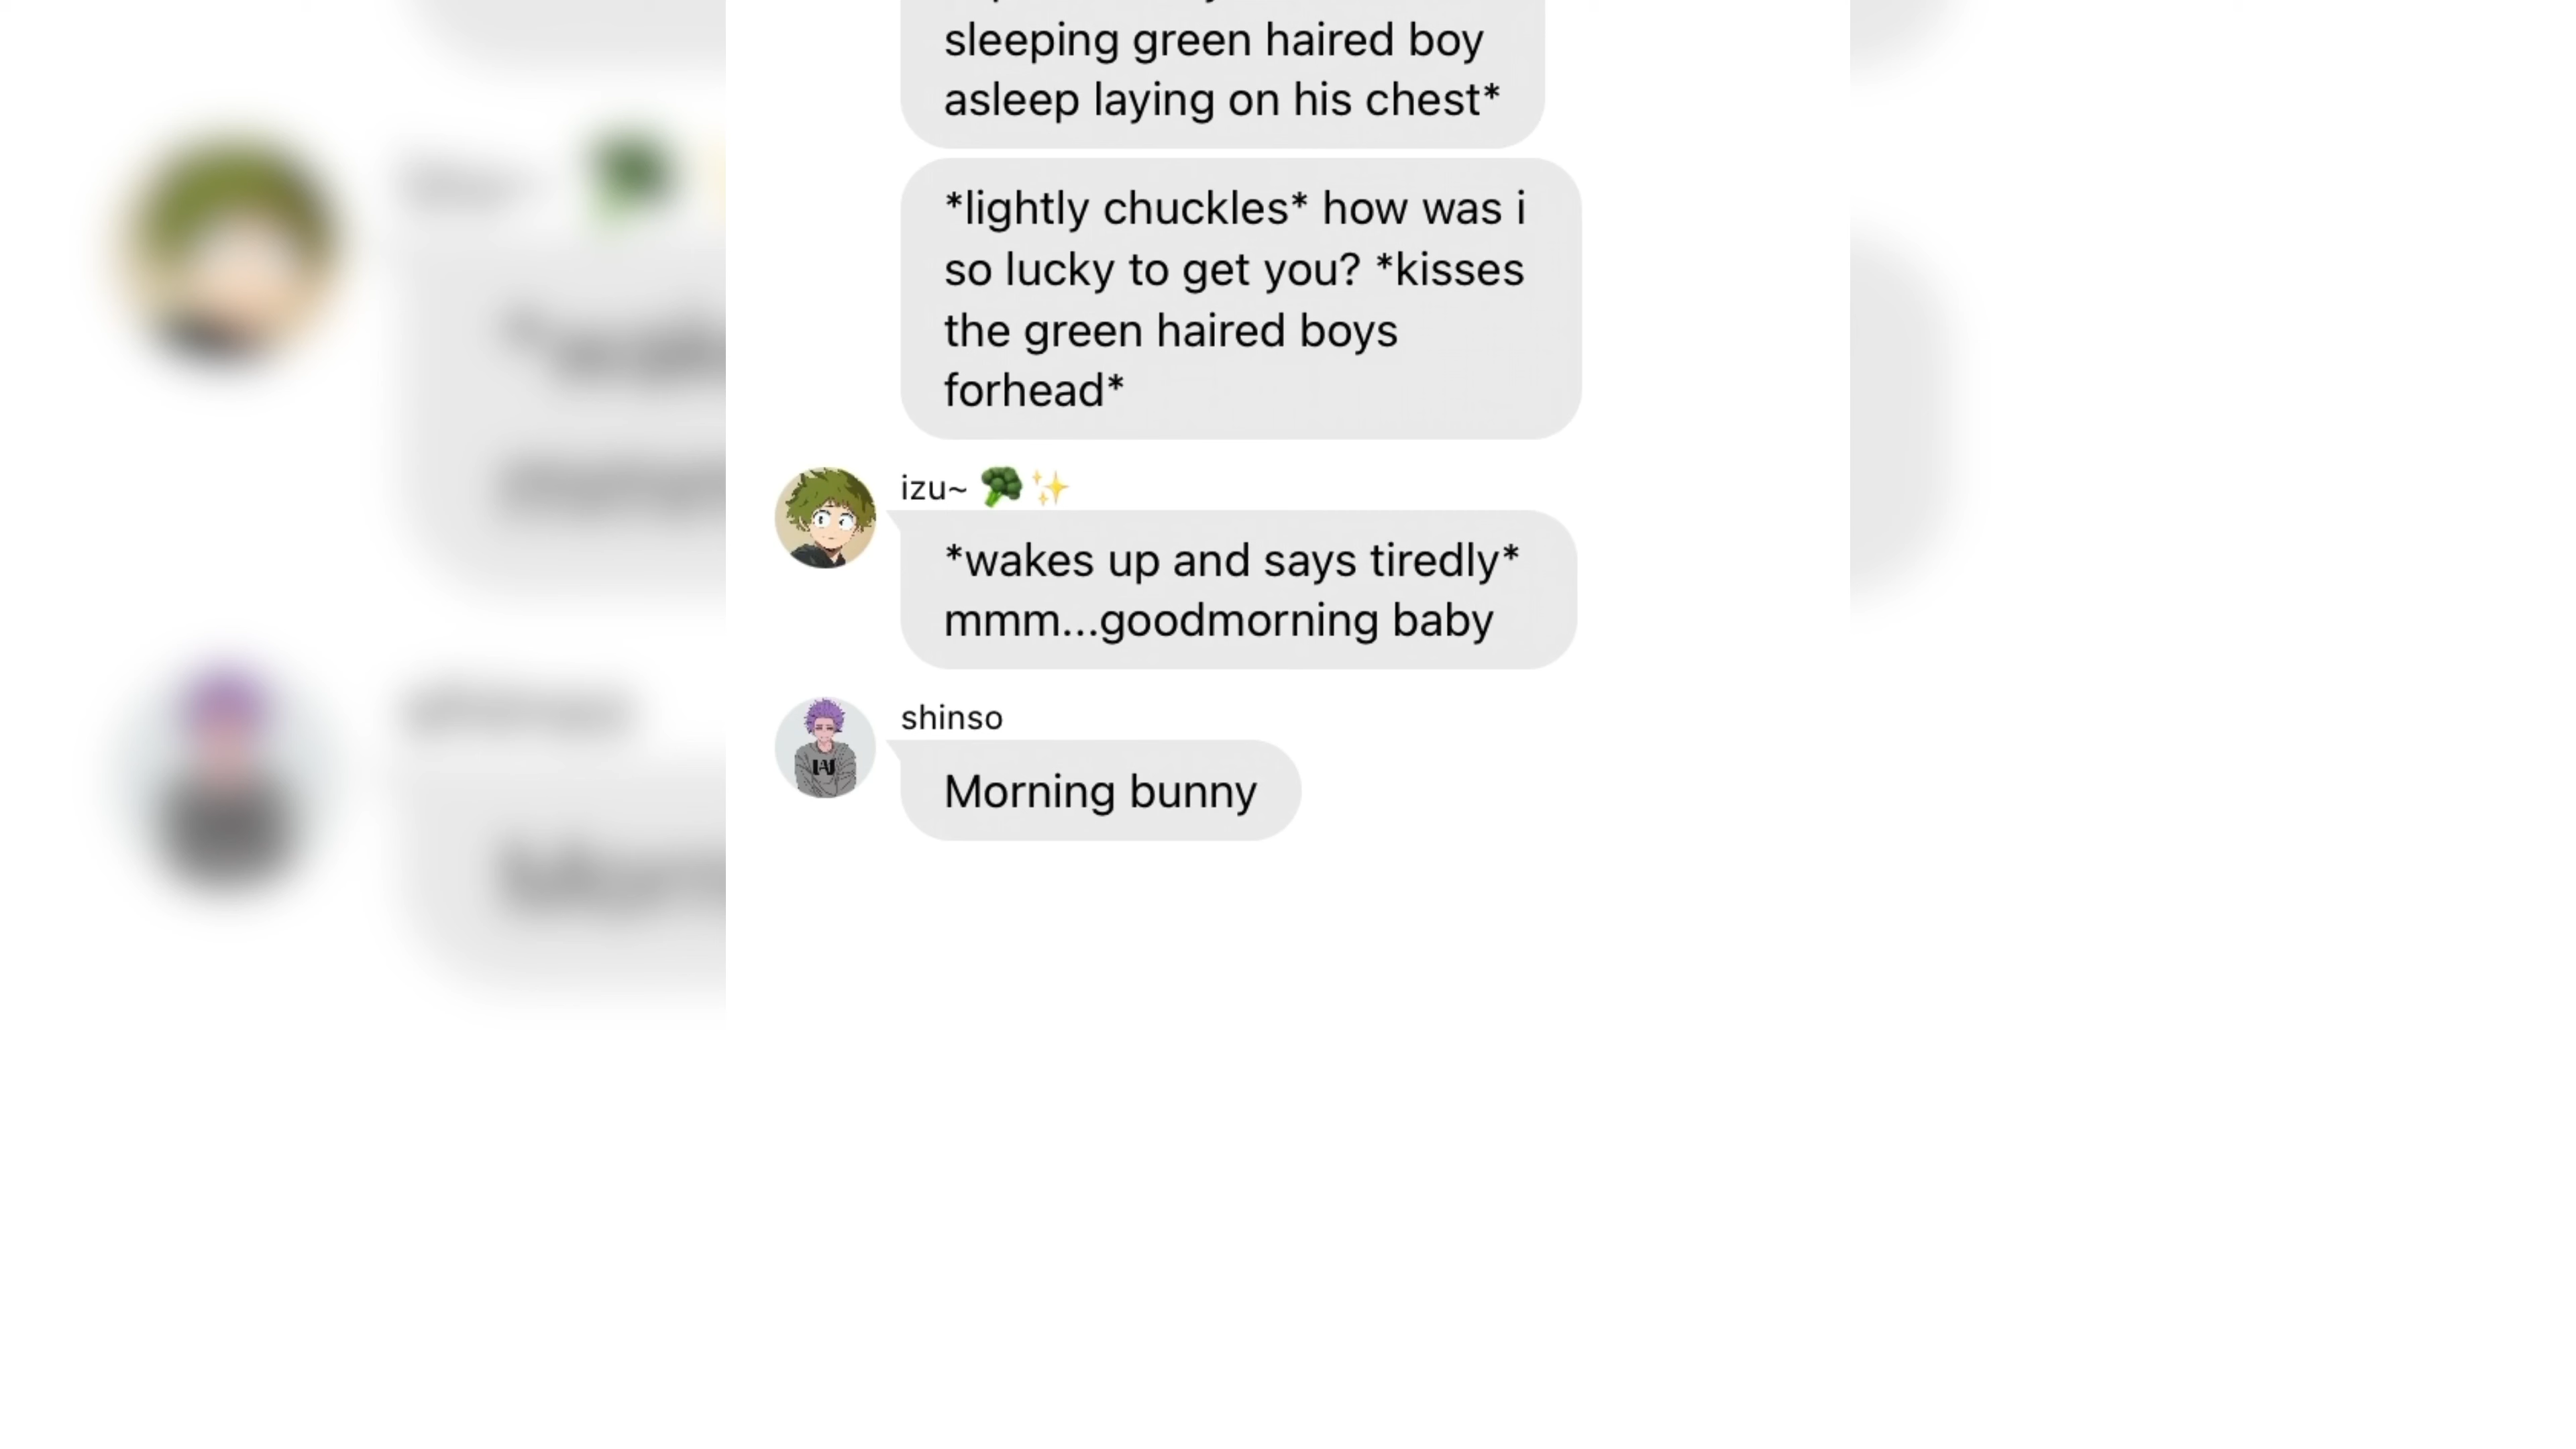 sleeping green haired boy
asleep laying on his chest*
*lightly chuckles* how was i
so lucky to get you? *kisses
the green haired boys
forhead*
izu~ 🥦✨
*wakes up and says tiredly*
mmm...goodmorning baby
shinso
Morning bunny